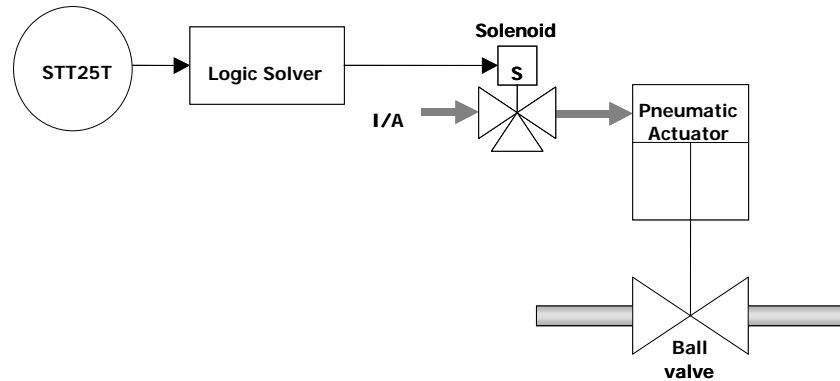 Solenoid
STT25T
Logic Solver
S
I/A
Pneumatic
Actuator
Ball
valve